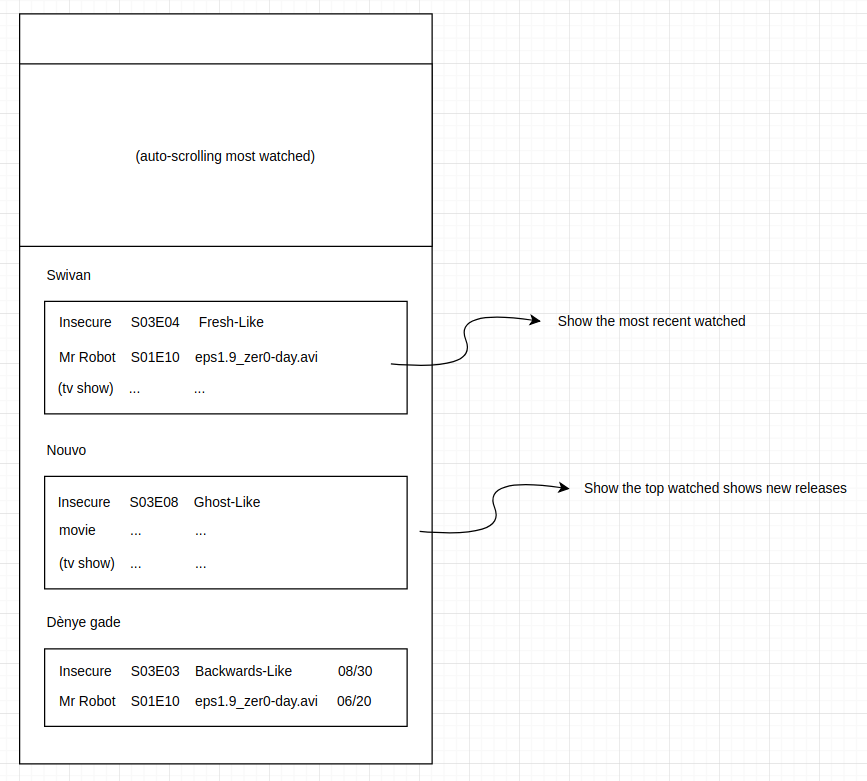 (auto-scrolling most watched)
Swivan
Insecure S03E04 Fresh-Like
Mr Robot S01E10 eps1.9_zer0-day.avi
(tv show) ... ...
Show the most recent watched
Nouvo
Insecure S03E08 Ghost-Like
movie ... ...
(tv show) ... ...
Show the top watched shows new releases
Dènye gade
Insecure S03E03 Backwards-Like 08/30
Mr Robot S01E10 eps1.9_zer0-day.avi 06/20